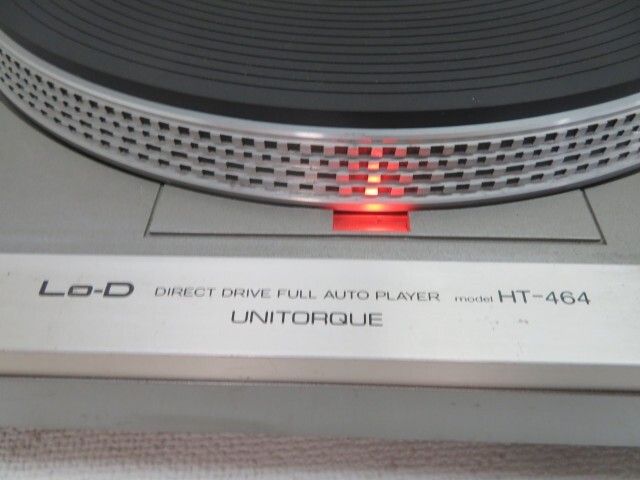 Lo-D DIRECT DRIVE FULL AUTO PLAYER model HT-464
UNITORQUE